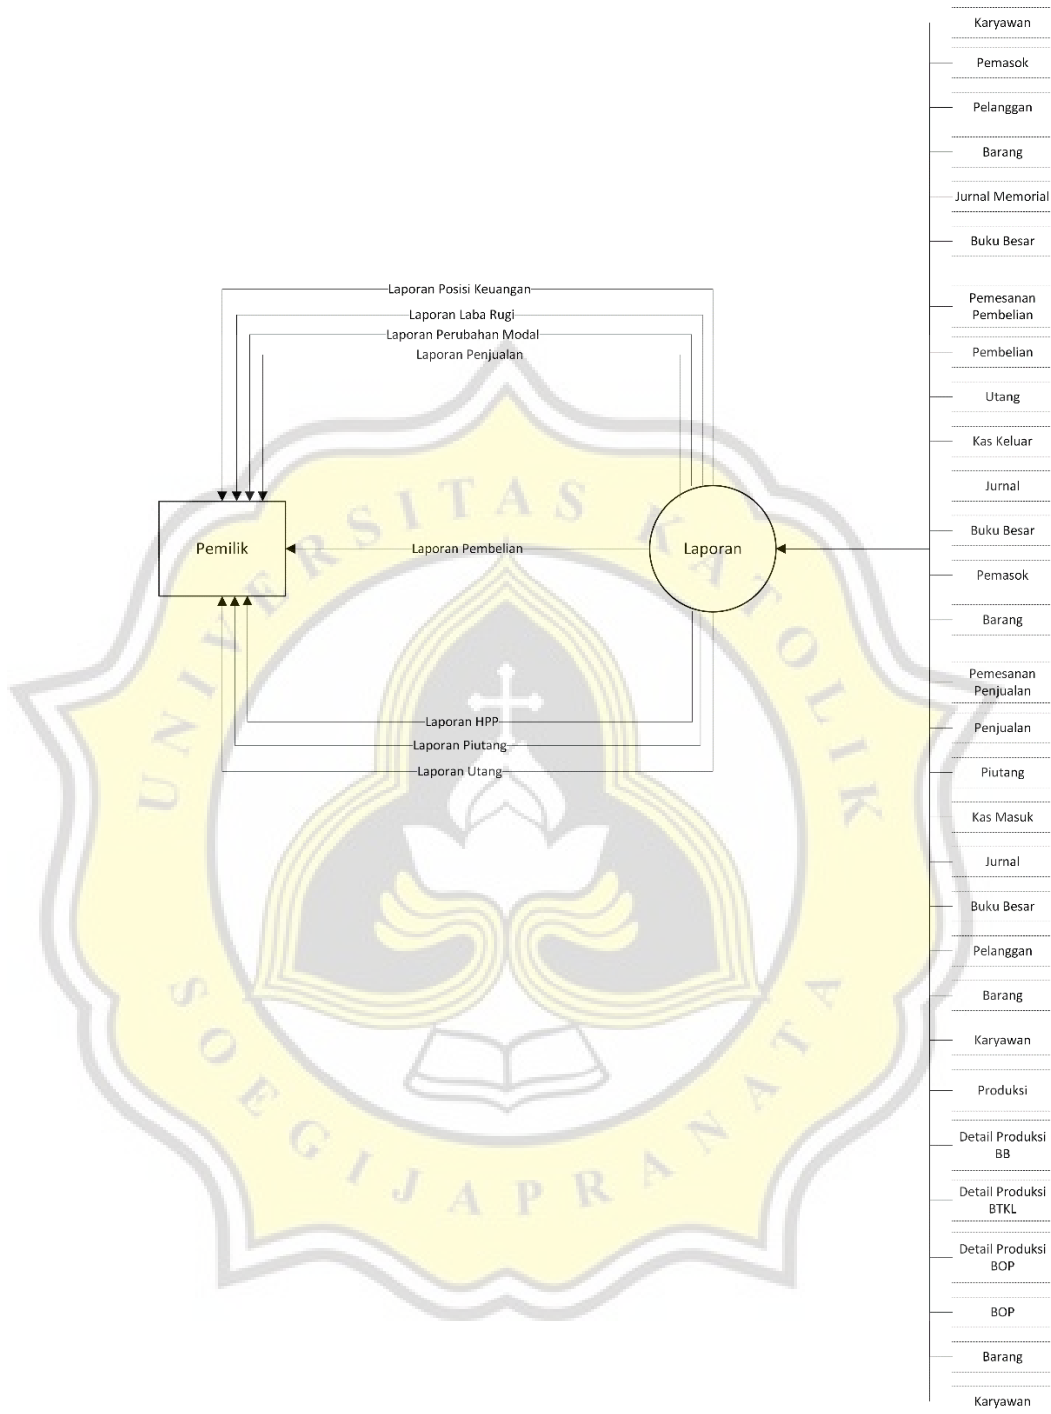 Karyawan
Pemasok
Pelanggan
Barang
Jurnal Memorial
Buku Besar
Laporan Posisi Keuangan
Laporan Laba Rugi
Laporan Perubahan Modal
Laporan Penjualan
Pemesanan
Pembelian
Pembelian
Utang
Kas Keluar
Jurnal
Buku Besar
Pemilik
Laporan Pembelian
Laporan
Pemasok
Barang
Pemesanan
Penjualan
Laporan HPP
Laporan Piutang
Laporan Utang
Penjualan
Piutang
Kas Masuk
Jurnal
Buku Besar
Pelanggan
Barang
Karyawan
Produksi
Detail Produksi
BB
Detail Produksi
BTKL
Detail Produksi
BOP
BOP
Barang
Karyawan
UNIVERSITAS KATOLIK
SOEGIJAPRANATA